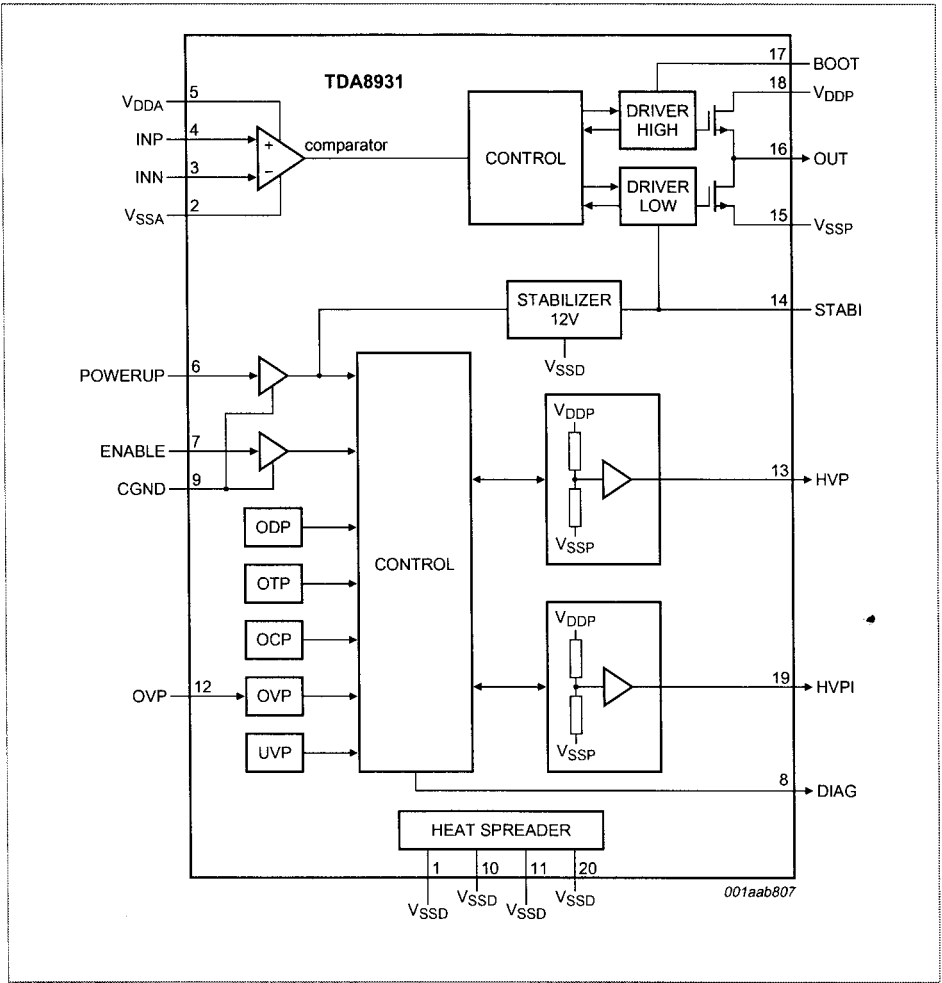 TDA8931
17 BOOT
18 VDDP
VDDA 5
INP 4
INN 3
VSSA 2
+
−
comparator
CONTROL
DRIVER
HIGH
DRIVER
LOW
16 OUT
15 VSSP
STABILIZER
12V
VSSD
14 STABI
POWERUP 6
ENABLE 7
CGND 9
ODP
OTP
OCP
OVP 12 OVP
UVP
CONTROL
VDDP
VSSP
13 HVP
VDDP
VSSP
19 HVPI
8 DIAG
HEAT SPREADER
1 10 11 20
VSSD VSSD VSSD VSSD
001aab807